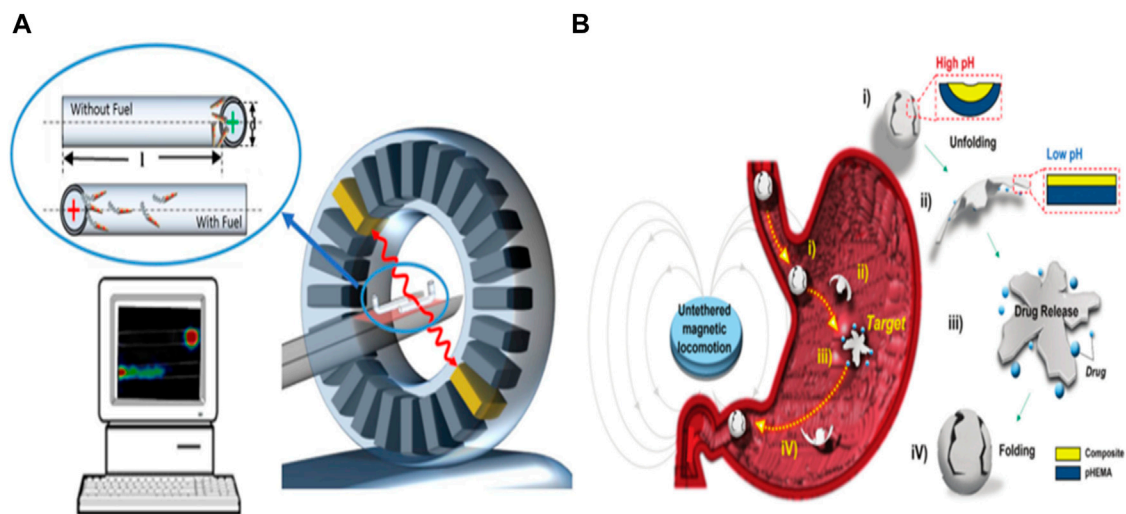 A
Without Fuel
+
d
l
+
With Fuel
B
High pH
i)
Unfolding
Low pH
ii)
i)
ii)
Untethered
magnetic
locomotion
Target
iii)
iii)
Drug Release
Drug
iV)
iV)
Folding
Composite
pHEMA